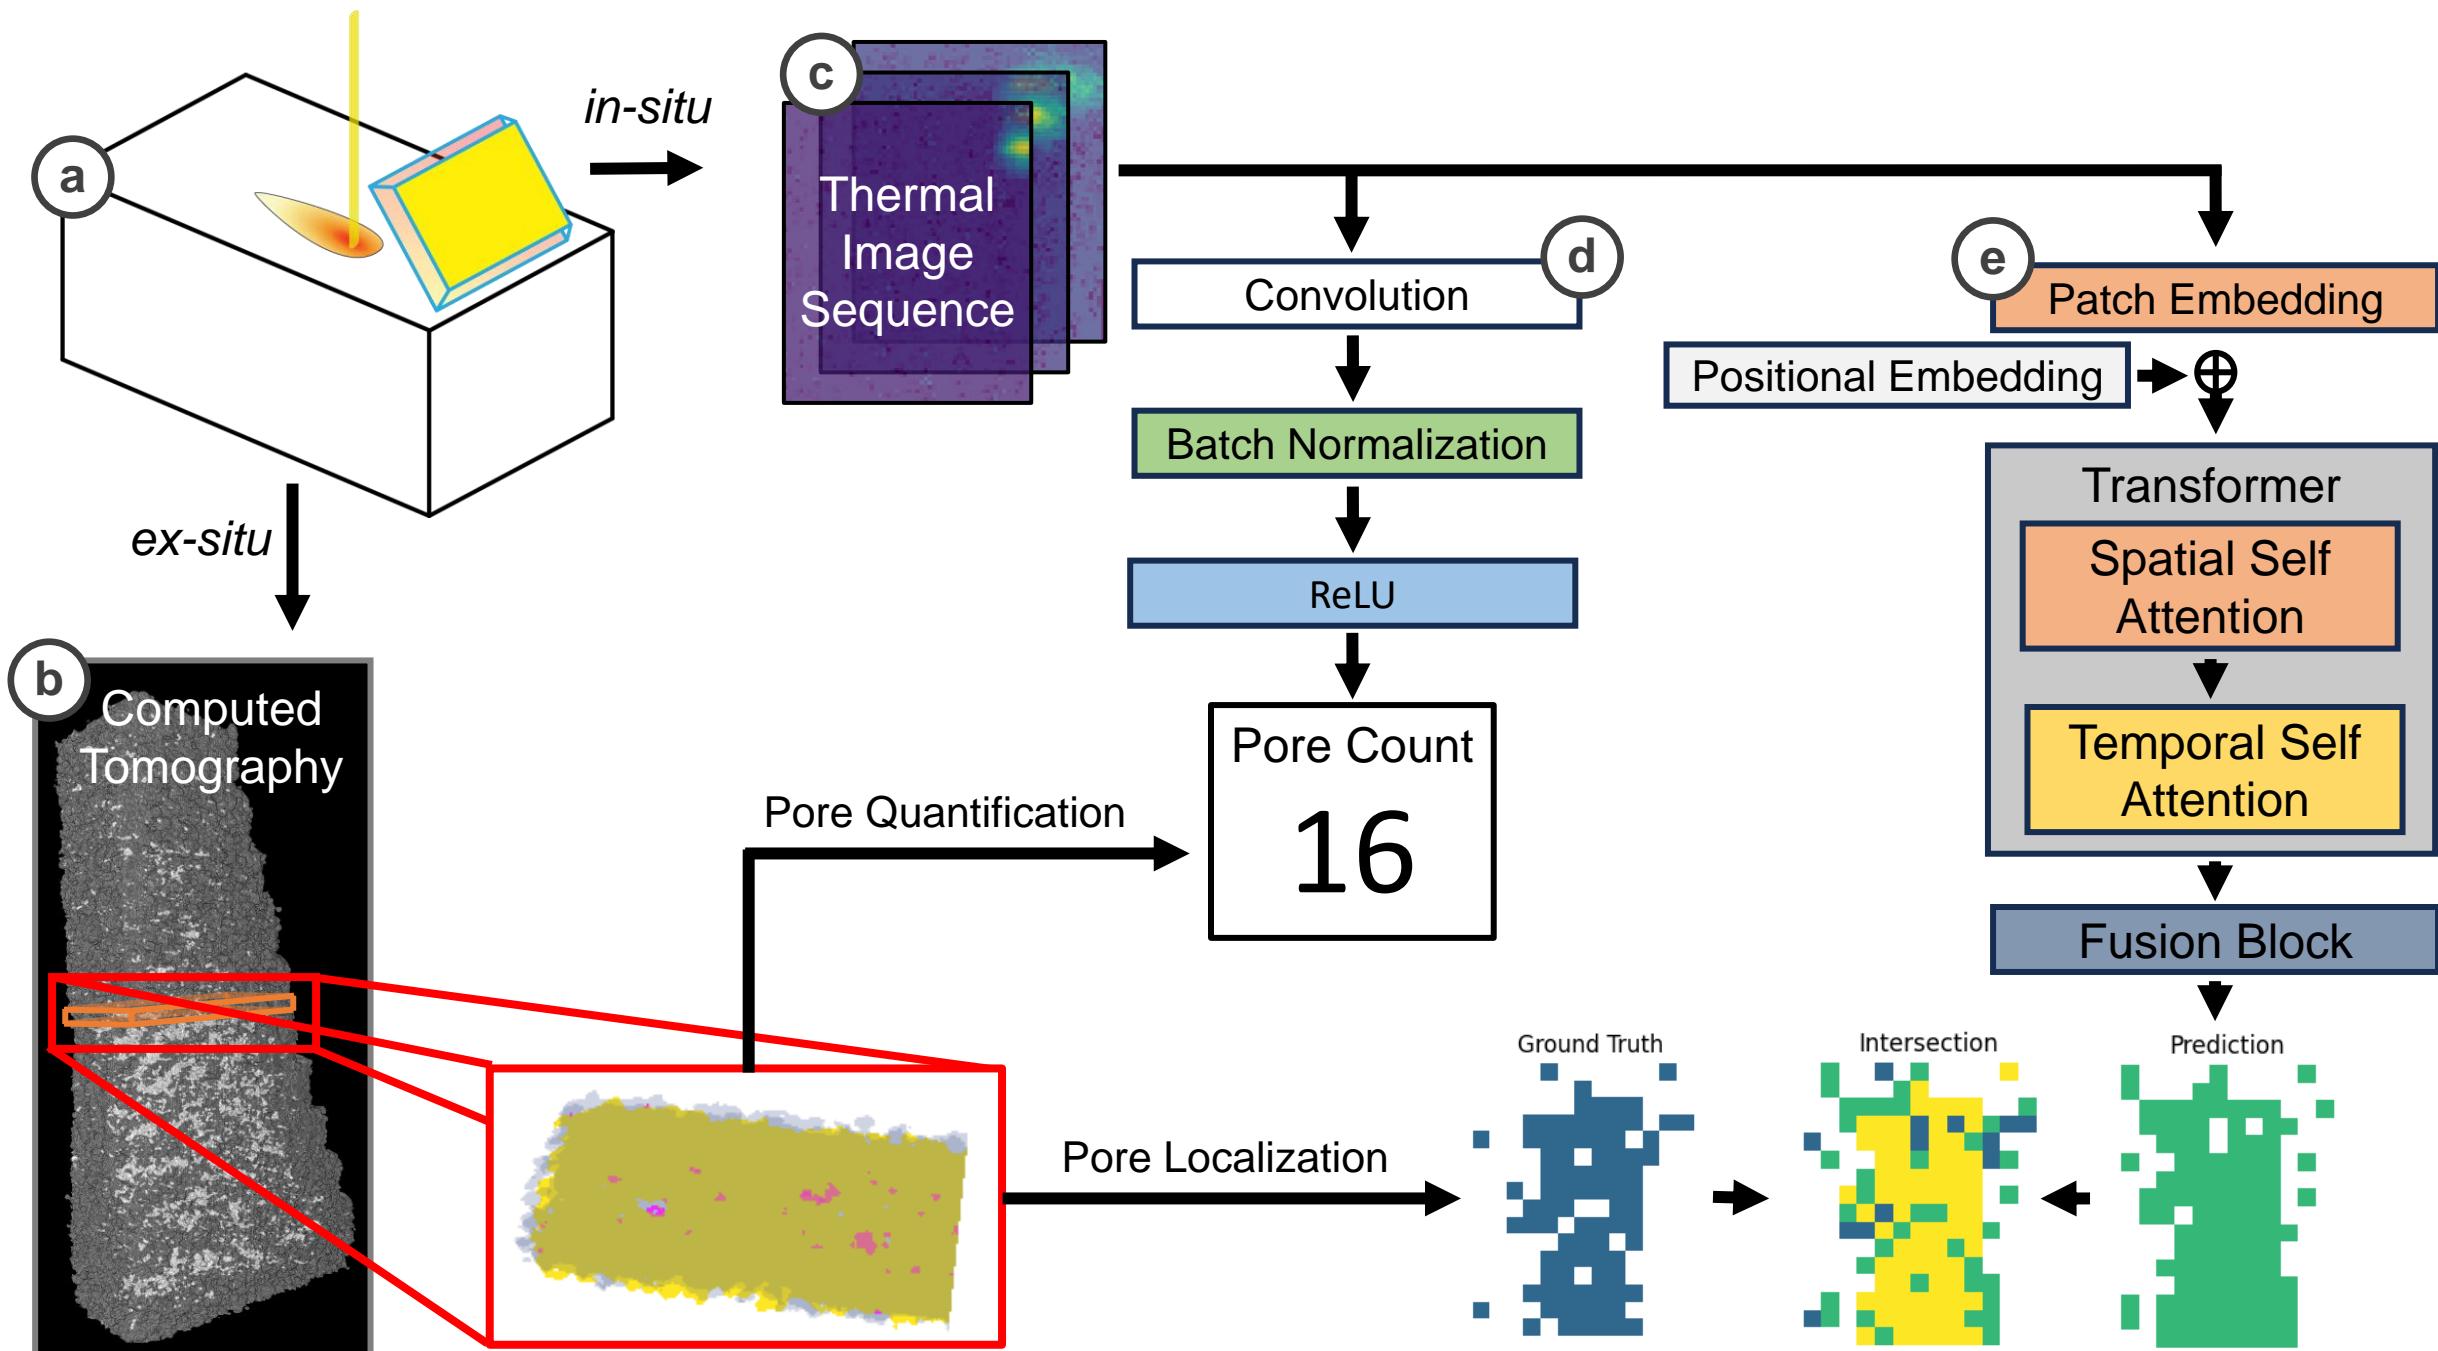 a
in-situ
c
Thermal
Image
Sequence
d
Convolution
Batch Normalization
ReLU
Pore Count
16
e
Patch Embedding
Positional Embedding
Transformer
Spatial Self
Attention
Temporal Self
Attention
Fusion Block
ex-situ
b
Computed
Tomography
Pore Quantification
Pore Localization
Ground Truth
Intersection
Prediction